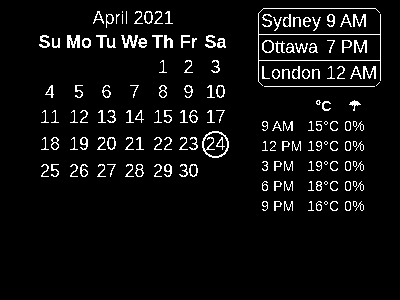 April 2021
Su Mo Tu We Th Fr Sa
1 2 3
4 5 6 7 8 9 10
11 12 13 14 15 16 17
18 19 20 21 22 23 24
25 26 27 28 29 30
Sydney 9 AM
Ottawa 7 PM
London 12 AM
°C ☂
9 AM 15°C 0%
12 PM 19°C 0%
3 PM 19°C 0%
6 PM 18°C 0%
9 PM 16°C 0%